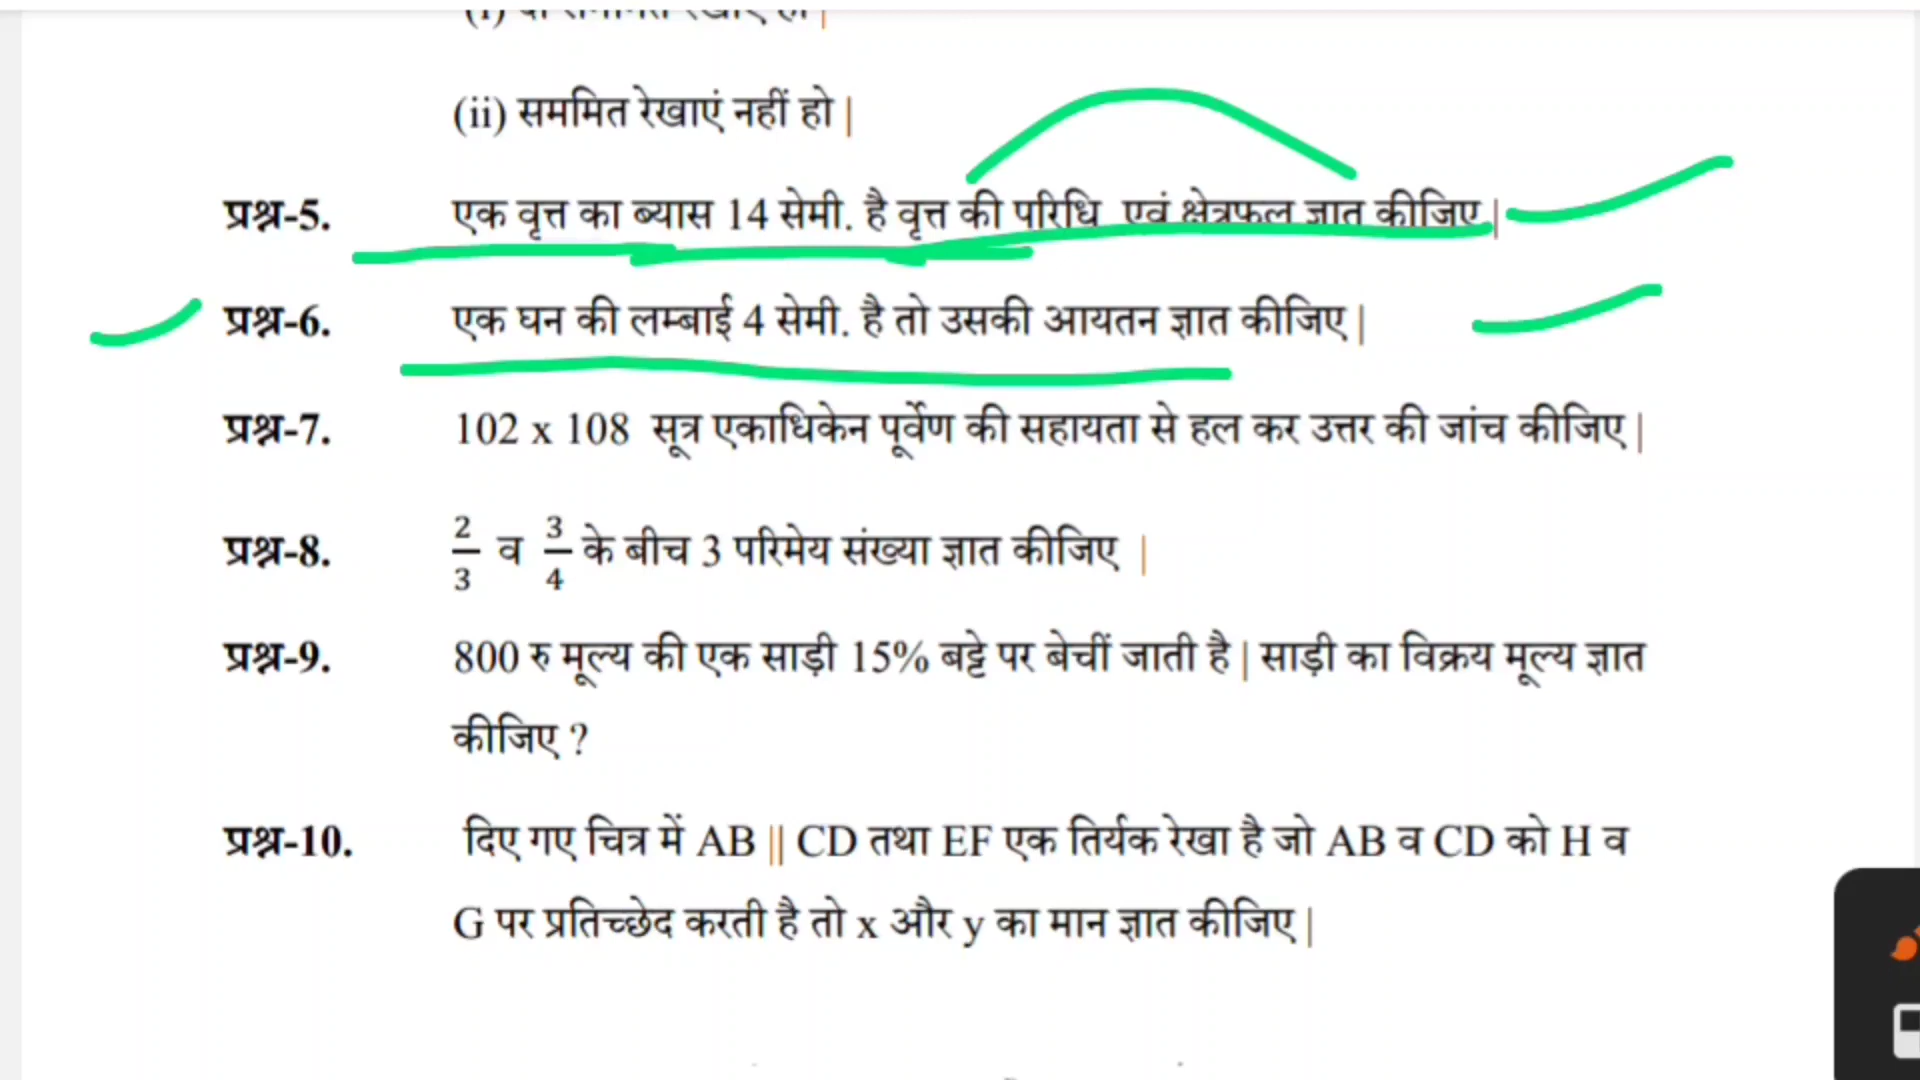 (ii) सममित रेखाएं नहीं हो |
प्रश्न-5. एक वृत्त का ब्यास 14 सेमी. है वृत्त की परिधि एवं क्षेत्रफल ज्ञात कीजिए |
प्रश्न-6. एक घन की लम्बाई 4 सेमी. है तो उसकी आयतन ज्ञात कीजिए |
प्रश्न-7. 102 x 108 सूत्र एकाधिकेन पूर्वेण की सहायता से हल कर उत्तर की जांच कीजिए |
प्रश्न-8. 2/3 व 3/4 के बीच 3 परिमेय संख्या ज्ञात कीजिए |
प्रश्न-9. 800 रु मूल्य की एक साड़ी 15% बट्टे पर बेचीं जाती है | साड़ी का विक्रय मूल्य ज्ञात
कीजिए ?
प्रश्न-10. दिए गए चित्र में AB || CD तथा EF एक तिर्यक रेखा है जो AB व CD को H व
G पर प्रतिच्छेद करती है तो x और y का मान ज्ञात कीजिए |